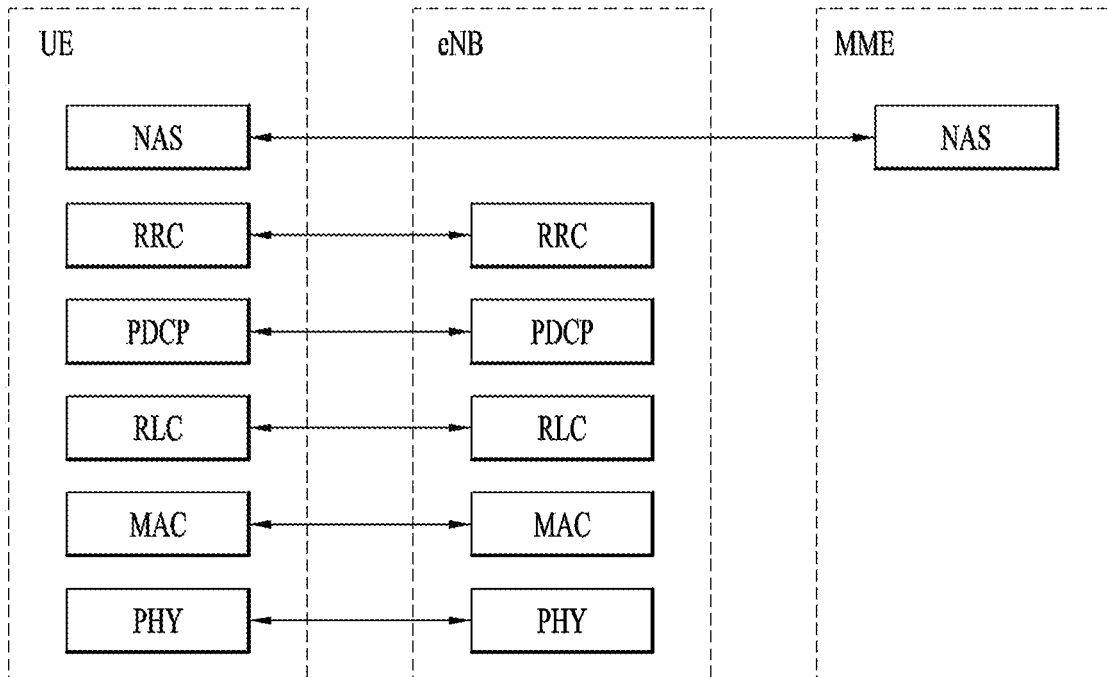 UE eNB MME
NAS NAS
RRC RRC
PDCP PDCP
RLC RLC
MAC MAC
PHY PHY